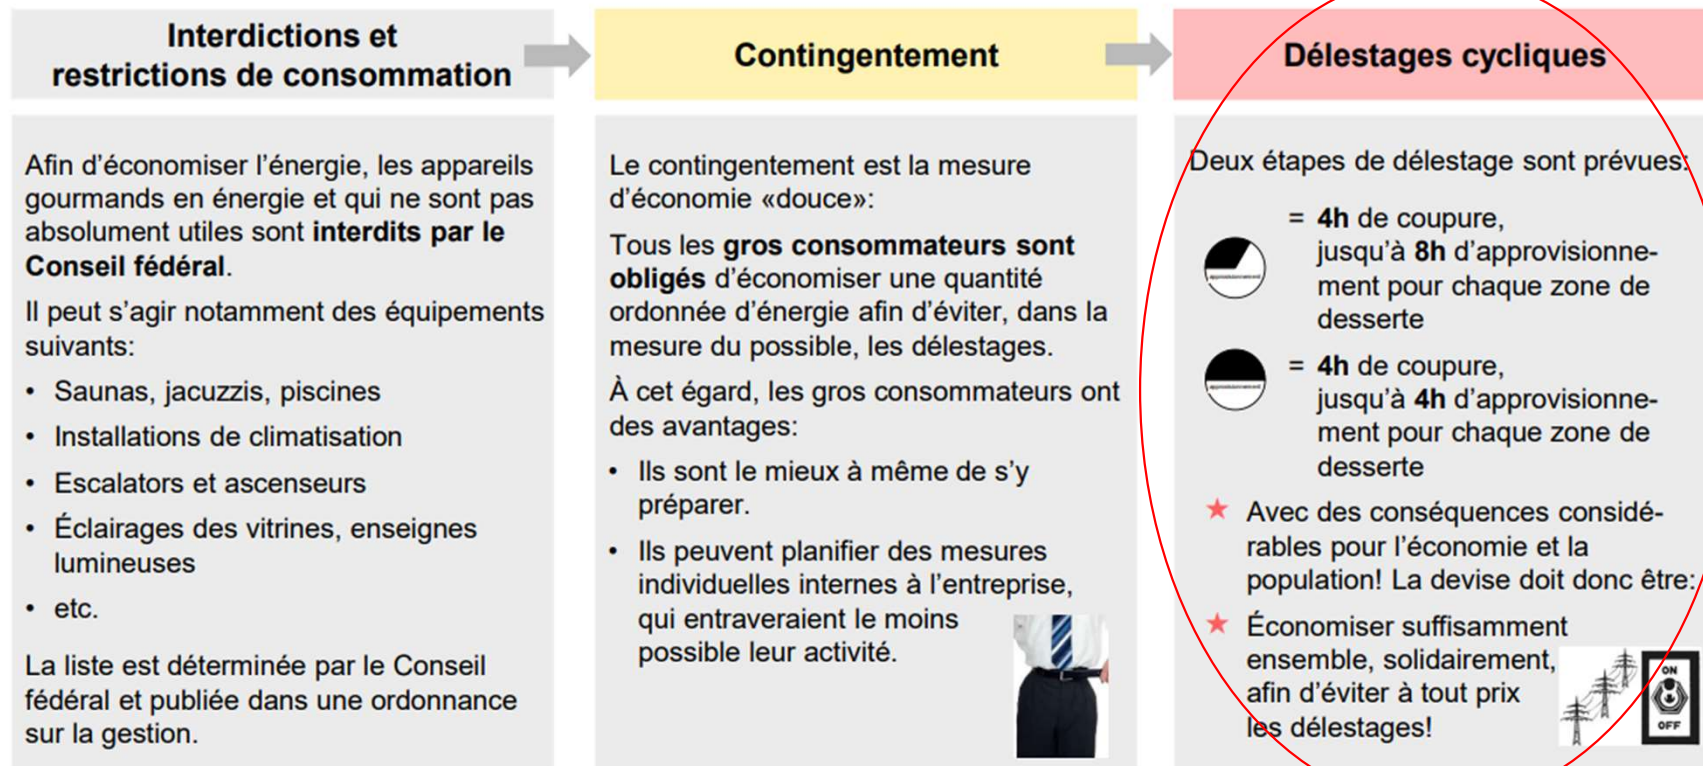 Interdictions et
restrictions de consommation
Afin d’économiser l’énergie, les appareils
gourmands en énergie et qui ne sont pas
absolument utiles sont interdits par le
Conseil fédéral.
Il peut s’agir notamment des équipements
suivants:
• Saunas, jacuzzis, piscines
• Installations de climatisation
• Escalators et ascenseurs
• Éclairages des vitrines, enseignes
lumineuses
• etc.
La liste est déterminée par le Conseil
fédéral et publiée dans une ordonnance
sur la gestion.
Contingentement
Le contingentement est la mesure
d’économie «douce»:
Tous les gros consommateurs sont
obligés d’économiser une quantité
ordonnée d’énergie afin d’éviter, dans la
mesure du possible, les délestages.
À cet égard, les gros consommateurs ont
des avantages:
• Ils sont le mieux à même de s’y
préparer.
• Ils peuvent planifier des mesures
individuelles internes à l’entreprise,
qui entraveraient le moins
possible leur activité.
Délestages cycliques
Deux étapes de délestage sont prévues:
= 4h de coupure,
jusqu’à 8h d’approvisionne-
ment pour chaque zone de
desserte
= 4h de coupure,
jusqu’à 4h d’approvisionne-
ment pour chaque zone de
desserte
★ Avec des conséquences considé-
rables pour l’économie et la
population! La devise doit donc être:
★ Économiser suffisamment
ensemble, solidairement,
afin d’éviter à tout prix
les délestages!
ON
OFF